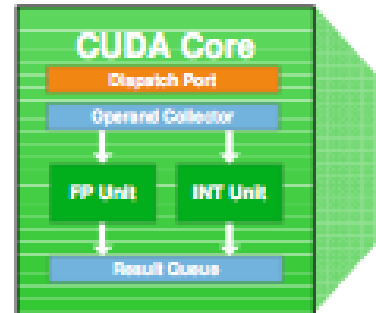 CUDA Core
Dispatch Port
Operand Collector
FP Unit INT Unit
Result Queue